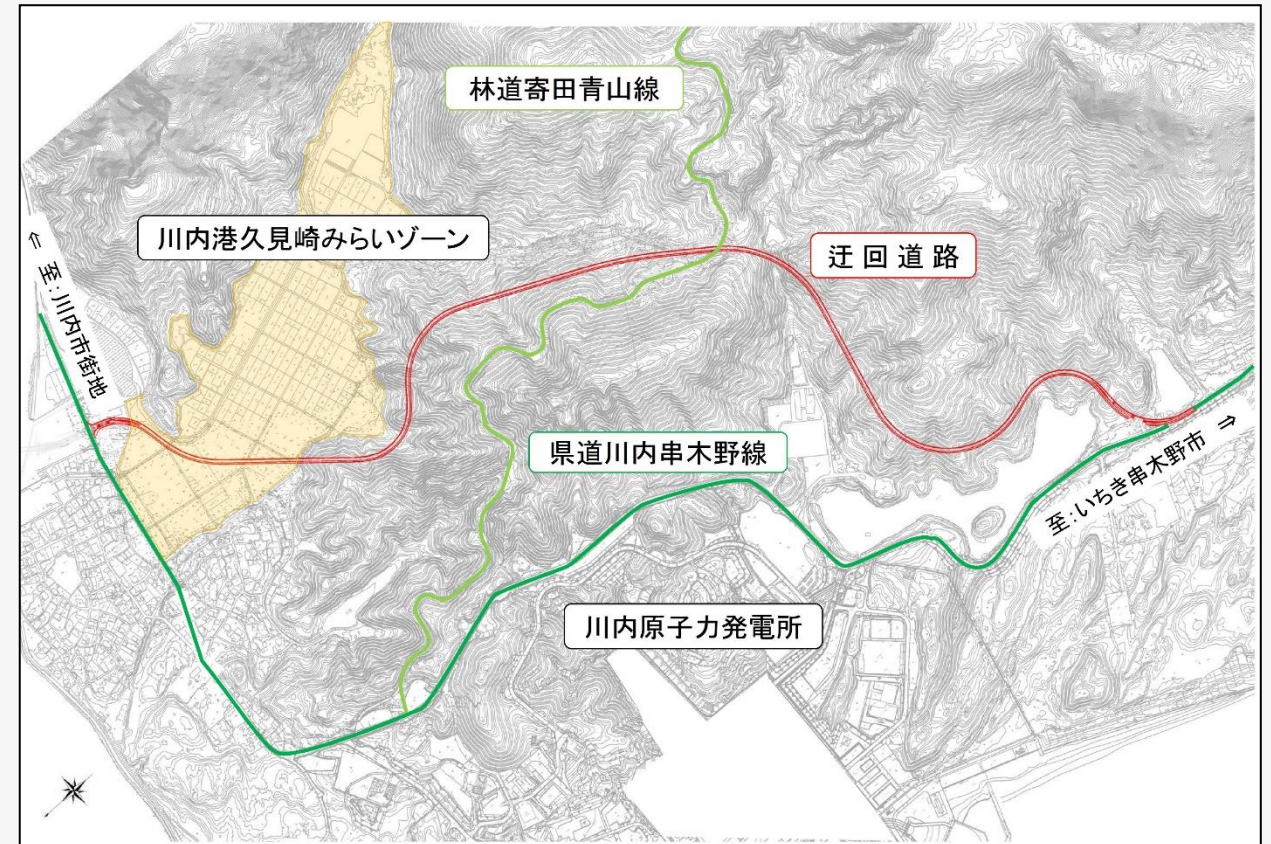 林道寄田青山線
川内港久見崎みらいゾーン
迂回道路
⇐ 至:川内市街地
県道川内串木野線
至:いちき串木野市 ⇒
川内原子力発電所